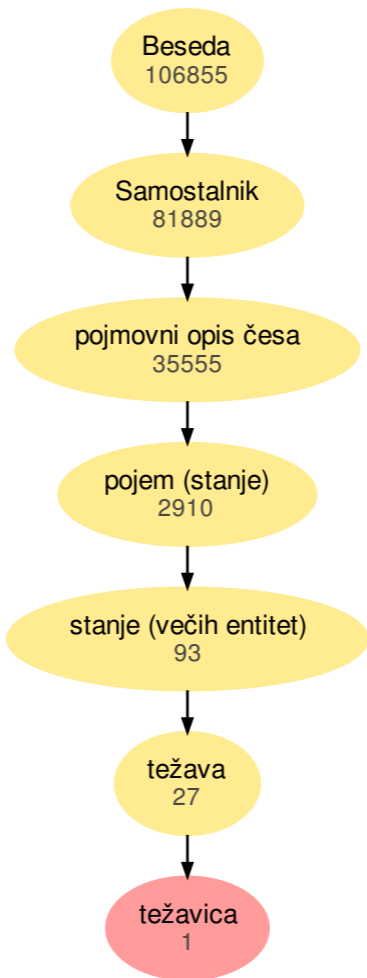 Beseda
106855
Samostalnik
81889
pojmovni opis česa
35555
pojem (stanje)
2910
stanje (večih entitet)
93
težava
27
težavica
1